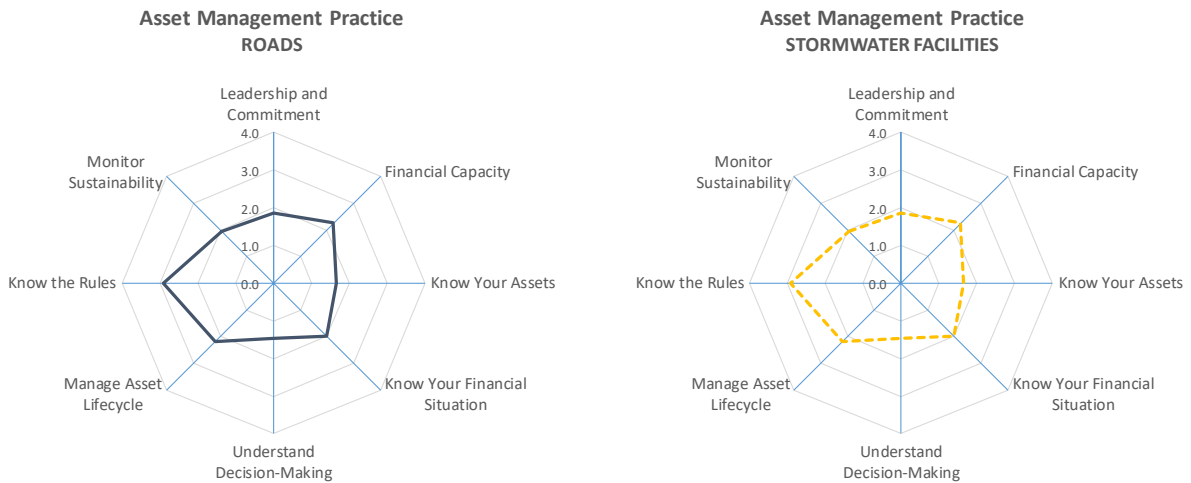 Asset Management Practice
ROADS
Leadership and
Commitment
4.0
3.0
2.0
1.0
0.0
Financial Capacity
Know Your Assets
Know Your Financial
Situation
Understand
Decision-Making
Manage Asset
Lifecycle
Know the Rules
Monitor
Sustainability
Asset Management Practice
STORMWATER FACILITIES
Leadership and
Commitment
4.0
3.0
2.0
1.0
0.0
Financial Capacity
Know Your Assets
Know Your Financial
Situation
Understand
Decision-Making
Manage Asset
Lifecycle
Know the Rules
Monitor
Sustainability